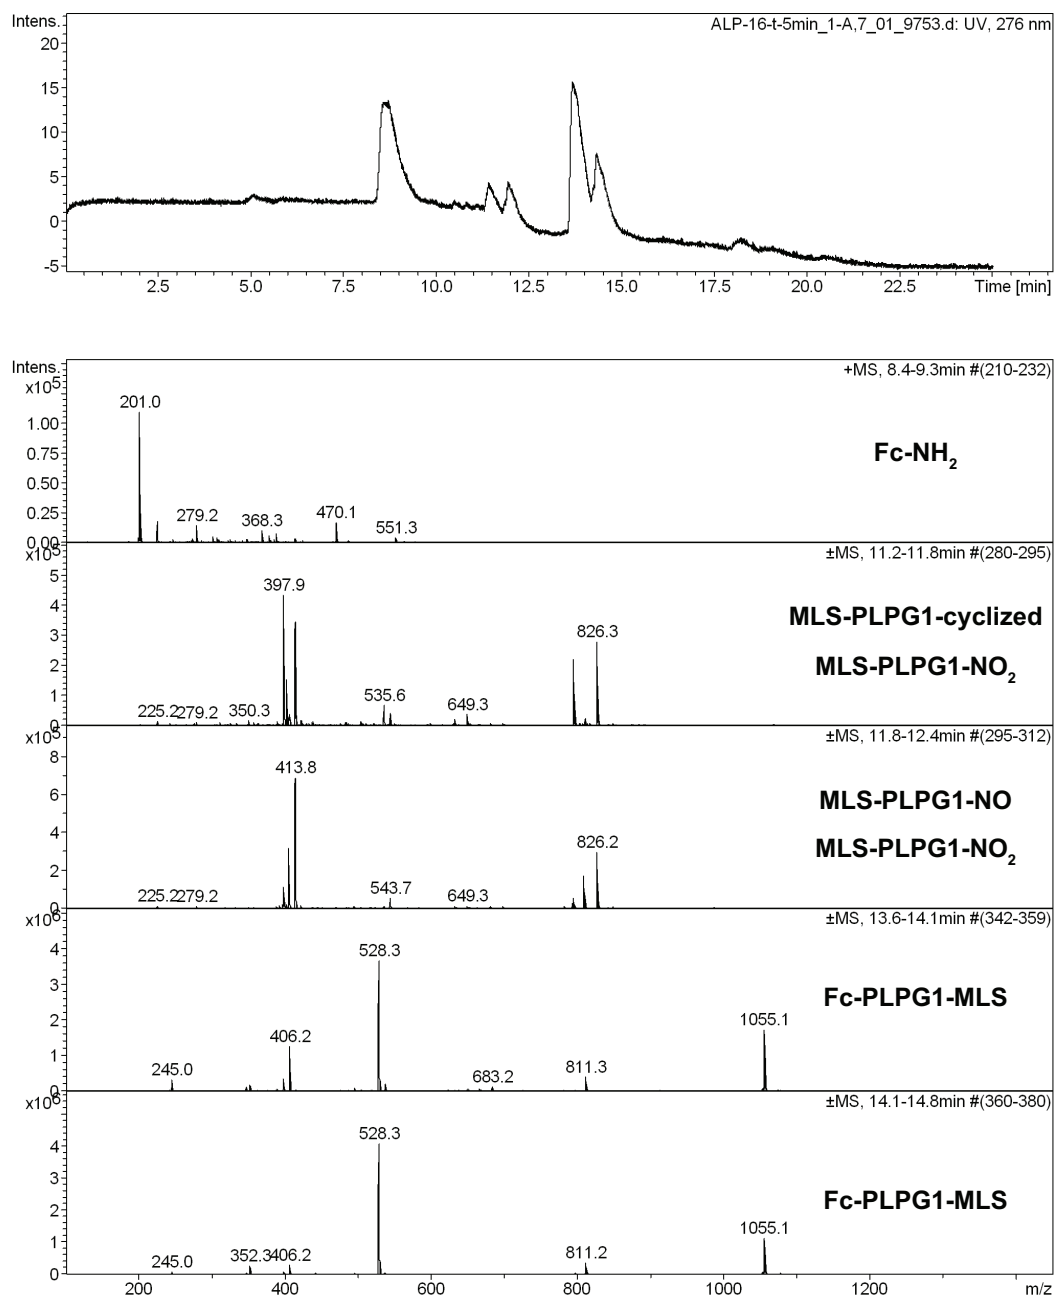 Intens.
ALP-16-t-5min_1-A,7_01_9753.d: UV, 276 nm
20
15
10
5
0
-5
2.5 5.0 7.5 10.0 12.5 15.0 17.5 20.0 22.5 Time [min]
Intens.
x10^5
+MS, 8.4-9.3min #(210-232)
201.0
1.00
Fc-NH₂
0.75
0.50
0.25
279.2 368.3 470.1 551.3
0.00
x10^5
±MS, 11.2-11.8min #(280-295)
5
397.9
4
MLS-PLPG1-cyclized
3
826.3
2
MLS-PLPG1-NO₂
1
535.6
225.2 279.2 350.3 649.3
0
x10^5
±MS, 11.8-12.4min #(295-312)
8
413.8
6
MLS-PLPG1-NO
4
MLS-PLPG1-NO₂
826.2
2
225.2 279.2 543.7 649.3
0
x10^6
±MS, 13.6-14.1min #(342-359)
4
528.3
3
Fc-PLPG1-MLS
2
1055.1
406.2
1
245.0 683.2 811.3
0
x10^6
±MS, 14.1-14.8min #(360-380)
4
528.3
3
Fc-PLPG1-MLS
2
1055.1
1
245.0 352.3 406.2 811.2
0
200 400 600 800 1000 1200 m/z